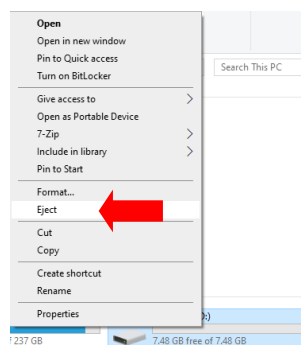 Open
Open in new window
Pin to Quick access
Turn on BitLocker
Search This PC
Give access to
Open as Portable Device
7-Zip
Include in library
Pin to Start
Format...
Eject
Cut
Copy
Create shortcut
Rename
Properties
:)
237 GB
7.48 GB free of 7.48 GB